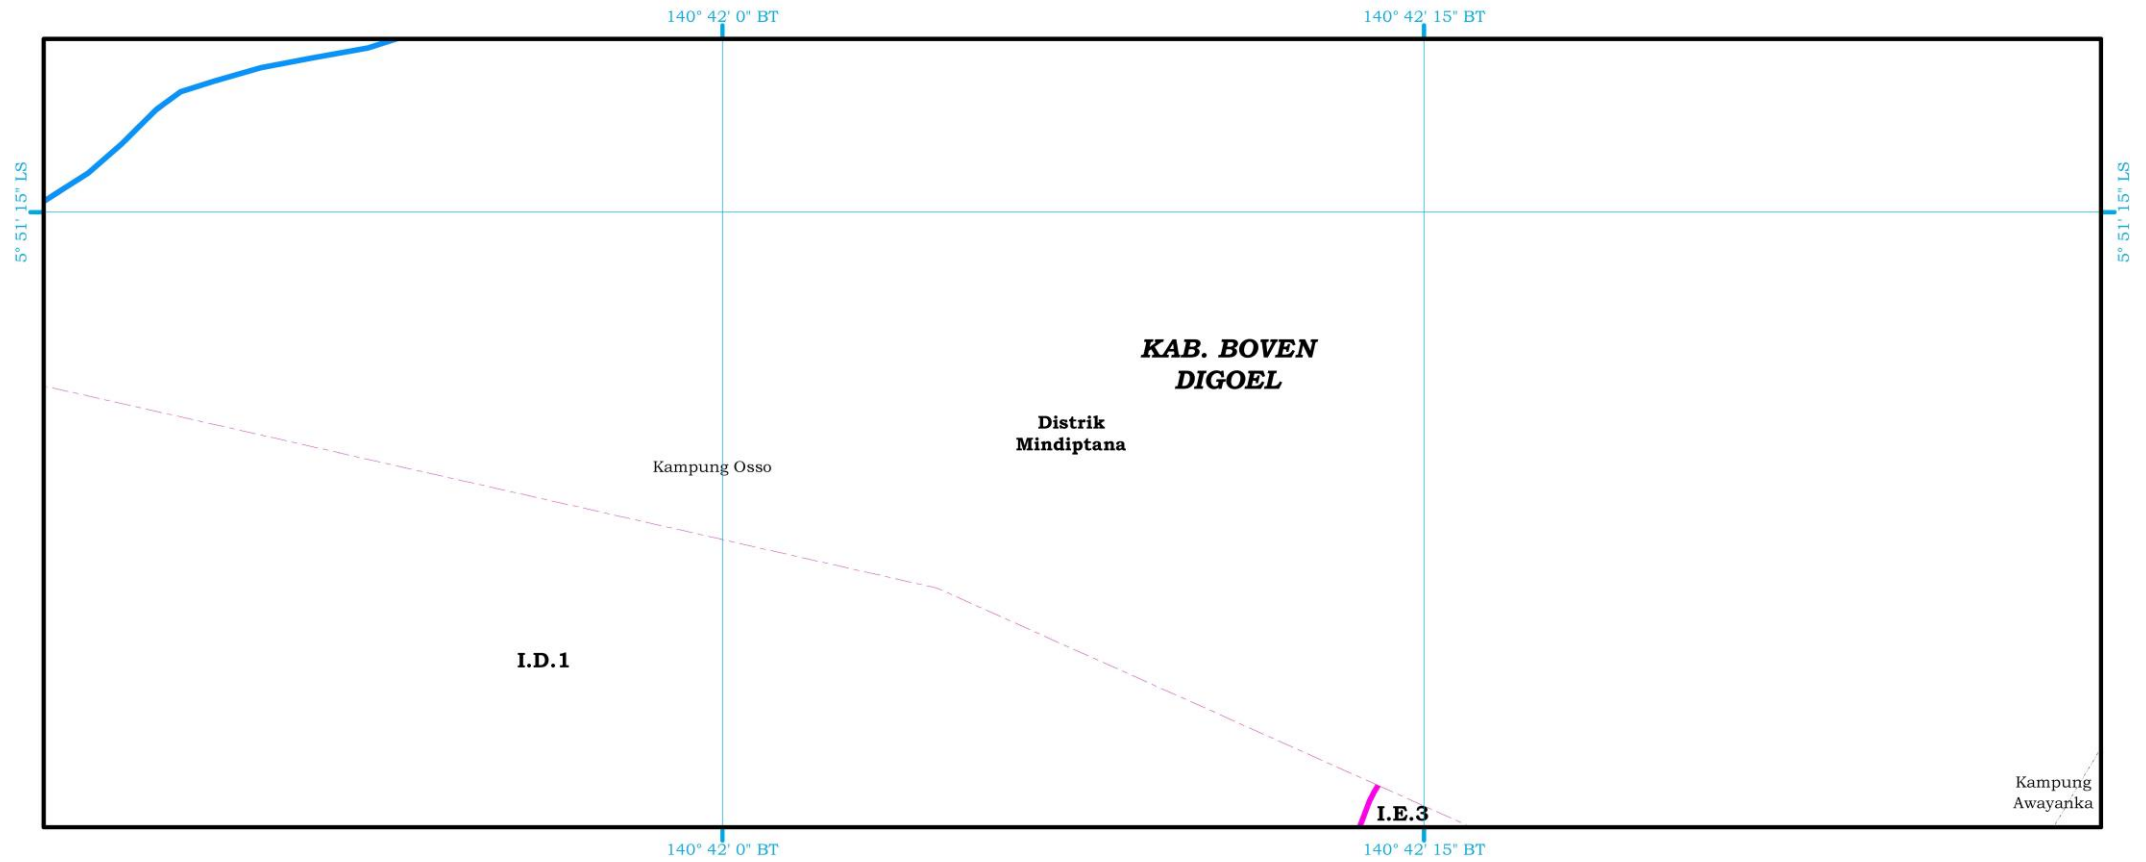 140° 42' 0" BT
140° 42' 15" BT
5° 51' 15" LS
5° 51' 15" LS
KAB. BOVEN
DIGOEL
Distrik
Mindiptana
Kampung Osso
I.D.1
Kampung
Awayanka
I.E.3
140° 42' 0" BT
140° 42' 15" BT